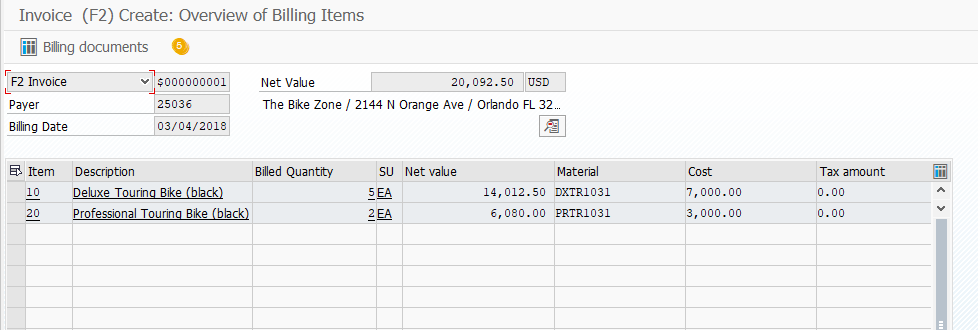 Invoice (F2) Create: Overview of Billing Items
Billing documents 5
F2 Invoice $000000001 Net Value 20,092.50 USD
Payer 25036 The Bike Zone / 2144 N Orange Ave / Orlando FL 32...
Billing Date 03/04/2018
Item Description Billed Quantity SU Net value Material Cost Tax amount
10 Deluxe Touring Bike (black) 5 EA 14,012.50 DXTR1031 7,000.00 0.00
20 Professional Touring Bike (black) 2 EA 6,080.00 PRTR1031 3,000.00 0.00